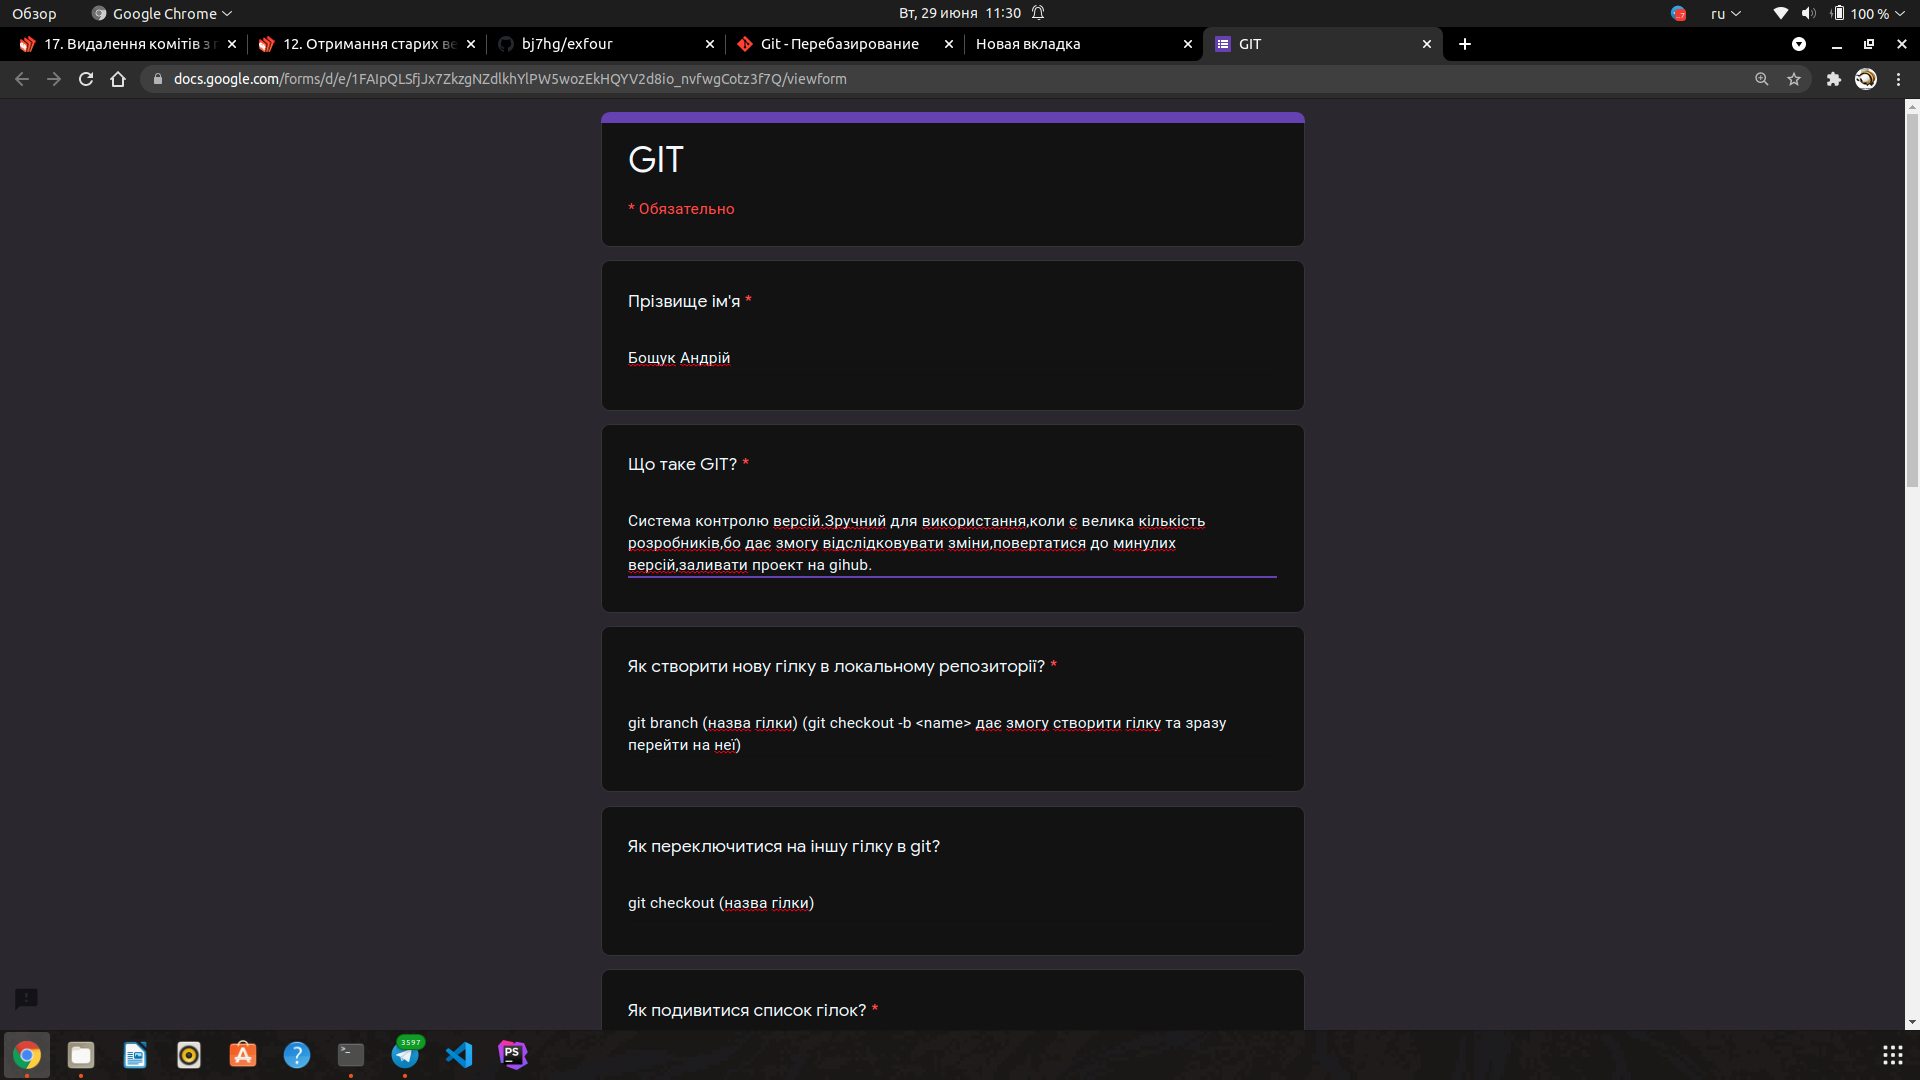 Обзор
Google Chrome
Вт, 29 июня 11:30
ru
100 %
17. Видалення комітів з
12. Отримання старих ве
bj7hg/exfour
Git - Перебазирование
Новая вкладка
GIT
docs.google.com/forms/d/e/1FAIpQLSfjJx7ZkzgNZdlkhYlPW5wozEkHQYV2d8io_nvfwgCotz3f7Q/viewform
GIT
* Обязательно
Прізвище ім'я *
Бощук Андрій
Що таке GIT? *
Система контролю версій.Зручний для використання,коли є велика кількість
розробників,бо дає змогу відслідковувати зміни,повертатися до минулих
версій,заливати проект на gihub.
Як створити нову гілку в локальному репозиторії? *
git branch (назва гілки) (git checkout -b <name> дає змогу створити гілку та зразу
перейти на неї)
Як переключитися на іншу гілку в git?
git checkout (назва гілки)
Як подивитися список гілок? *
3597
PS